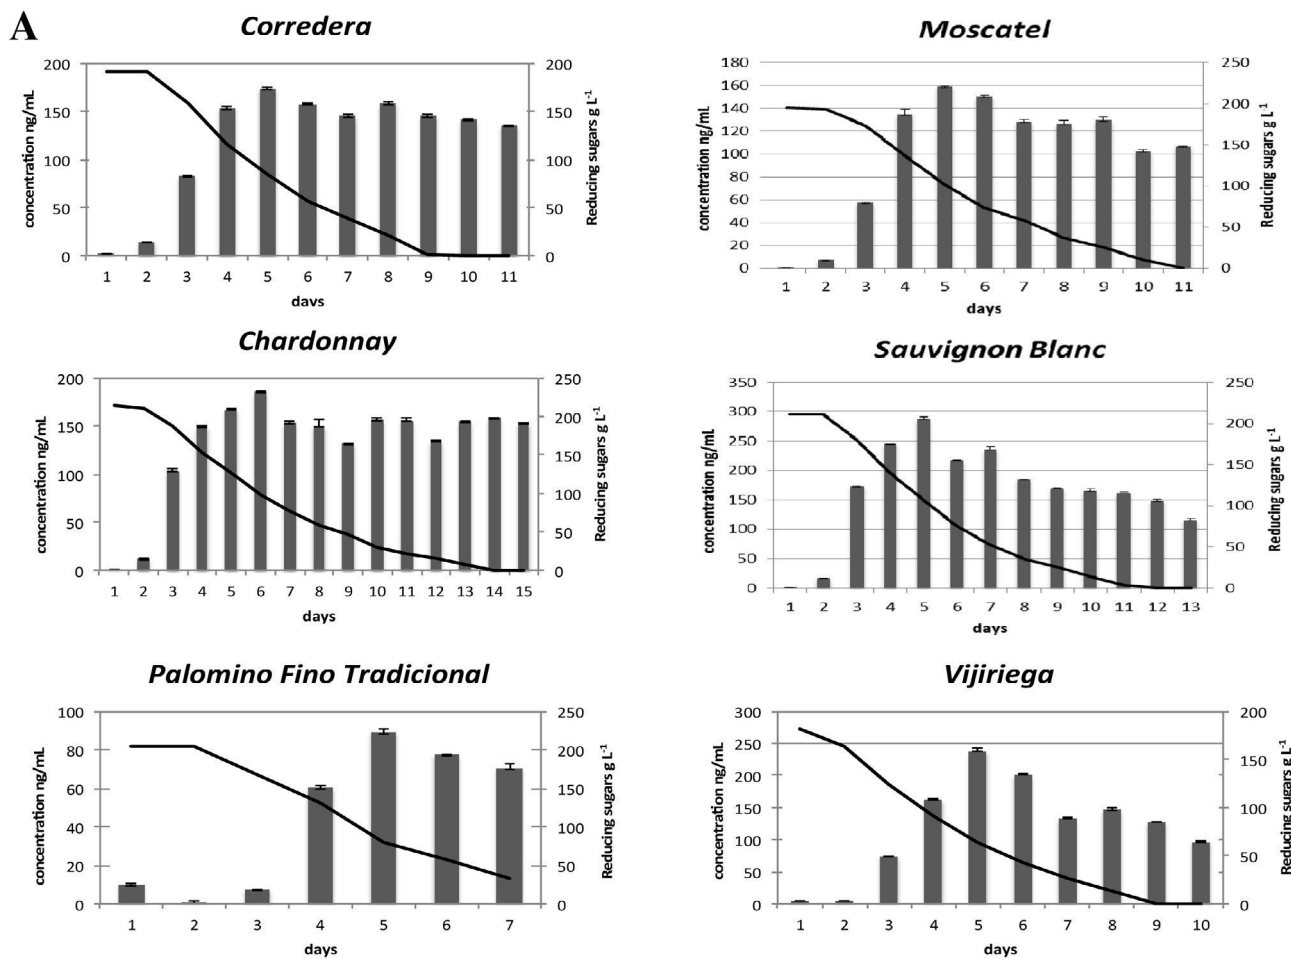 A
Corredera
concentration ng/mL
200
150
100
50
0
200
150
100
50
0
Reducing sugars g L-1
1 2 3 4 5 6 7 8 9 10 11
days
Moscatel
concentration ng/mL
180
160
140
120
100
80
60
40
20
0
250
200
150
100
50
0
Reducing sugars g L-1
1 2 3 4 5 6 7 8 9 10 11
days
Chardonnay
concentration ng/mL
200
150
100
50
0
250
200
150
100
50
0
Reducing sugars g L-1
1 2 3 4 5 6 7 8 9 10 11 12 13 14 15
days
Sauvignon Blanc
concentration ng/mL
350
300
250
200
150
100
50
0
250
200
150
100
50
0
Reducing sugars g L-1
1 2 3 4 5 6 7 8 9 10 11 12 13
days
Palomino Fino Tradicional
concentration ng/mL
100
80
60
40
20
0
250
200
150
100
50
0
Reducing sugars g L-1
1 2 3 4 5 6 7
days
Vijiriega
concentration ng/mL
300
250
200
150
100
50
0
200
150
100
50
0
Reducing sugars g L-1
1 2 3 4 5 6 7 8 9 10
days